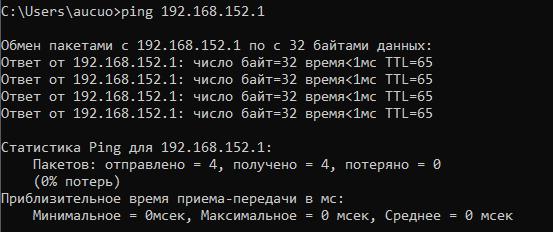 C:\Users\aucuo>ping 192.168.152.1
Обмен пакетами с 192.168.152.1 по с 32 байтами данных:
Ответ от 192.168.152.1: число байт=32 время<1мс TTL=65
Ответ от 192.168.152.1: число байт=32 время<1мс TTL=65
Ответ от 192.168.152.1: число байт=32 время<1мс TTL=65
Ответ от 192.168.152.1: число байт=32 время<1мс TTL=65
Статистика Ping для 192.168.152.1:
Пакетов: отправлено = 4, получено = 4, потеряно = 0
(0% потерь)
Приблизительное время приема-передачи в мс:
Минимальное = 0мсек, Максимальное = 0 мсек, Среднее = 0 мсек